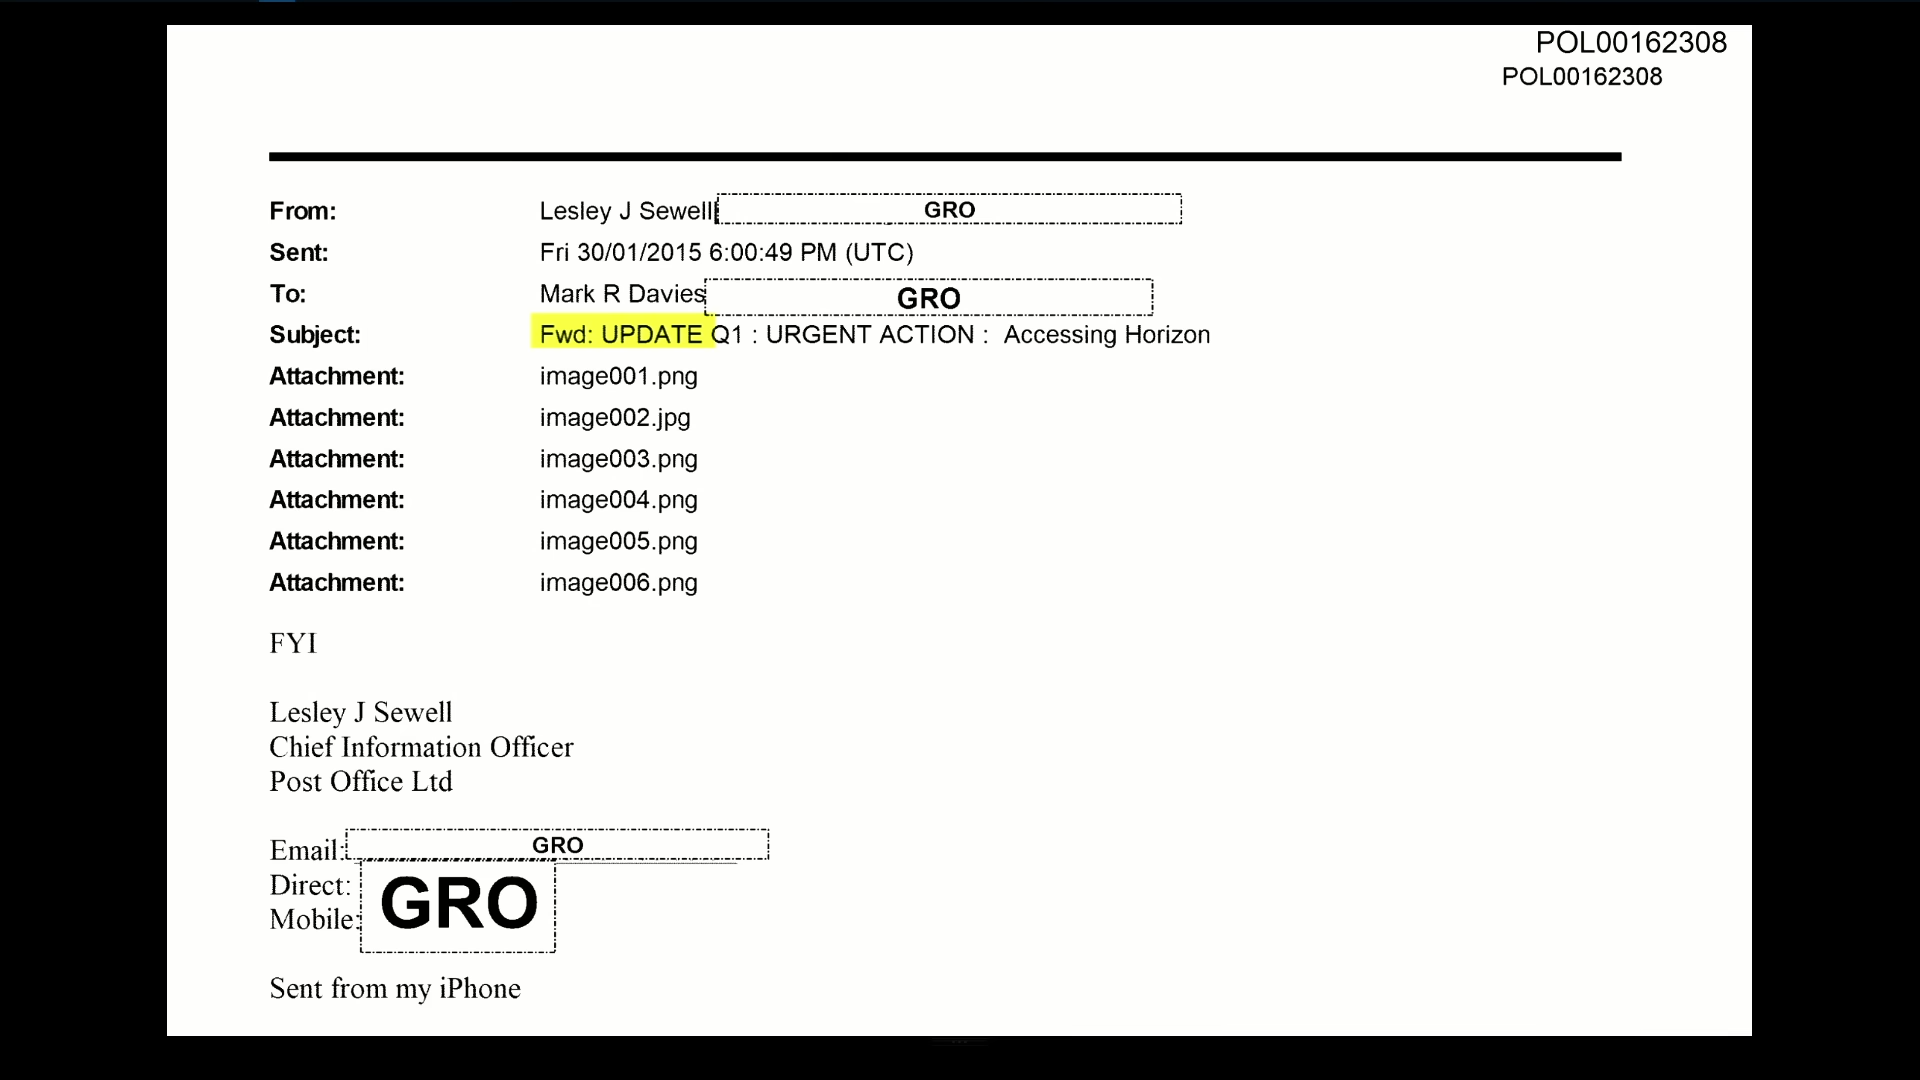 POL00162308
POL00162308
From: Lesley J Sewell GRO
Sent: Fri 30/01/2015 6:00:49 PM (UTC)
To: Mark R Davies GRO
Subject: Fwd: UPDATE Q1 : URGENT ACTION : Accessing Horizon
Attachment: image001.png
Attachment: image002.jpg
Attachment: image003.png
Attachment: image004.png
Attachment: image005.png
Attachment: image006.png
FYI
Lesley J Sewell
Chief Information Officer
Post Office Ltd
Email: GRO
Direct: GRO
Mobile:
Sent from my iPhone